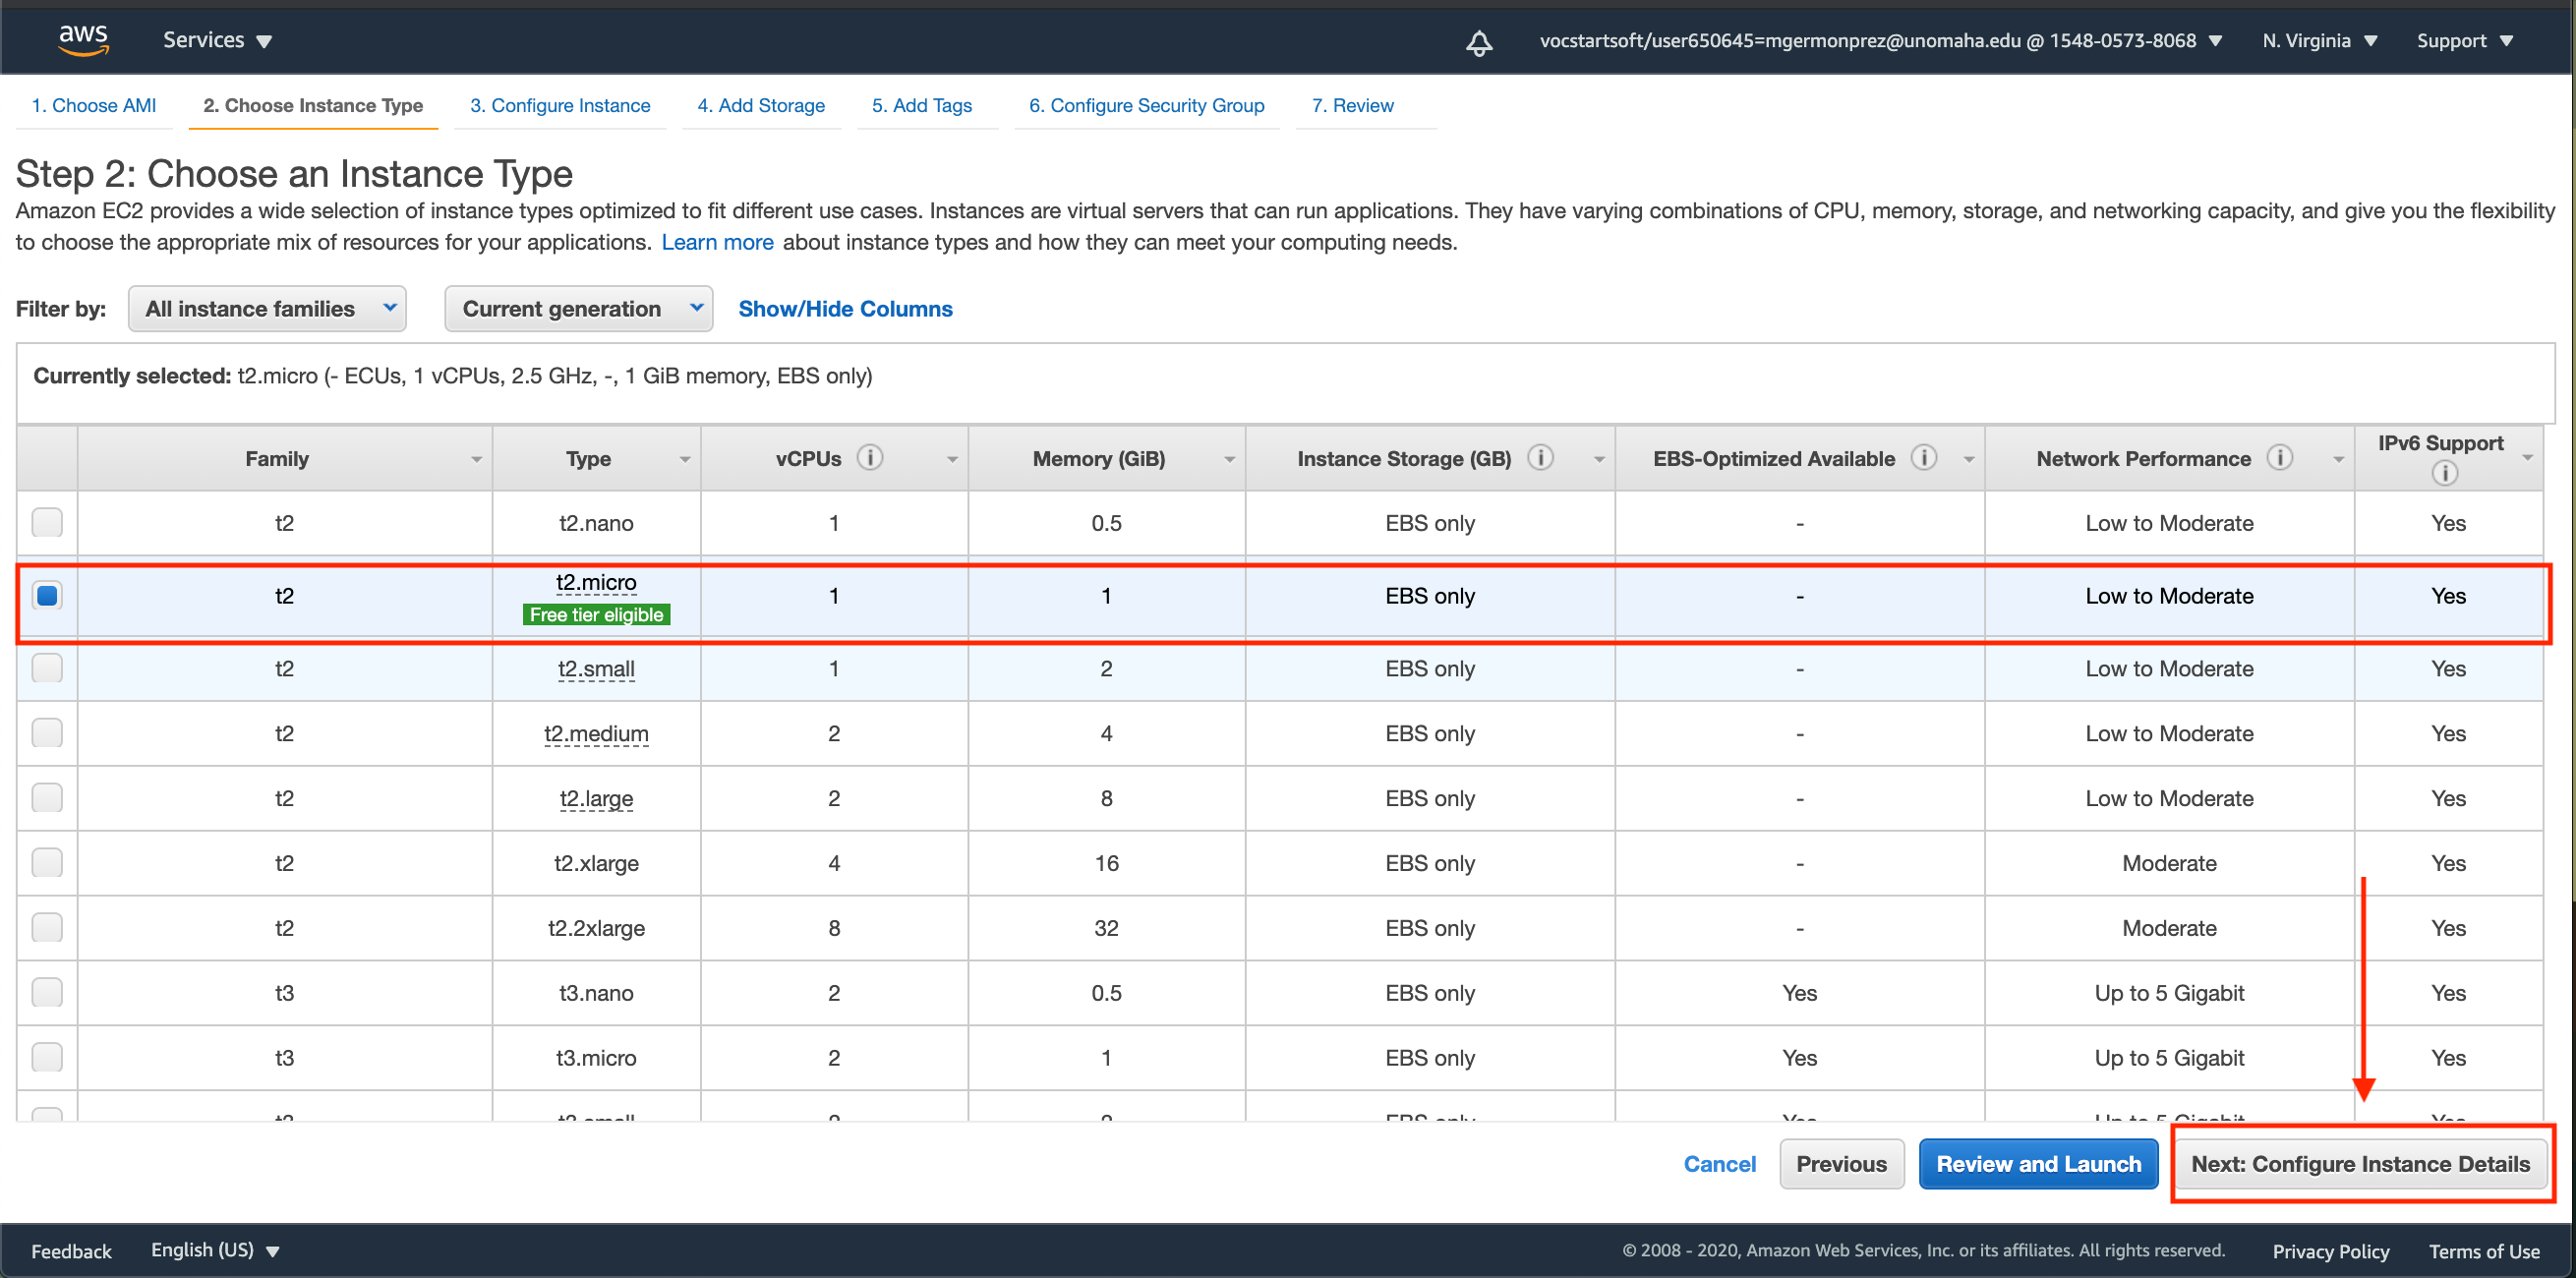 aws Services vocstartsoft/user650645=mgermonprez@unomaha.edu @ 1548-0573-8068 N. Virginia Support
1. Choose AMI 2. Choose Instance Type 3. Configure Instance 4. Add Storage 5. Add Tags 6. Configure Security Group 7. Review
Step 2: Choose an Instance Type
Amazon EC2 provides a wide selection of instance types optimized to fit different use cases. Instances are virtual servers that can run applications. They have varying combinations of CPU, memory, storage, and networking capacity, and give you the flexibility
to choose the appropriate mix of resources for your applications. Learn more about instance types and how they can meet your computing needs.
Filter by: All instance families Current generation Show/Hide Columns
Currently selected: t2.micro (- ECUs, 1 vCPUs, 2.5 GHz, -, 1 GiB memory, EBS only)
Family Type vCPUs Memory (GiB) Instance Storage (GB) EBS-Optimized Available Network Performance IPv6 Support
t2 t2.nano 1 0.5 EBS only - Low to Moderate Yes
t2 t2.micro 1 1 EBS only - Low to Moderate Yes
Free tier eligible
t2 t2.small 1 2 EBS only - Low to Moderate Yes
t2 t2.medium 2 4 EBS only - Low to Moderate Yes
t2 t2.large 2 8 EBS only - Low to Moderate Yes
t2 t2.xlarge 4 16 EBS only - Moderate Yes
t2 t2.2xlarge 8 32 EBS only - Moderate Yes
t3 t3.nano 2 0.5 EBS only Yes Up to 5 Gigabit Yes
t3 t3.micro 2 1 EBS only Yes Up to 5 Gigabit Yes
Cancel Previous Review and Launch Next: Configure Instance Details
Feedback English (US) © 2008 - 2020, Amazon Web Services, Inc. or its affiliates. All rights reserved. Privacy Policy Terms of Use